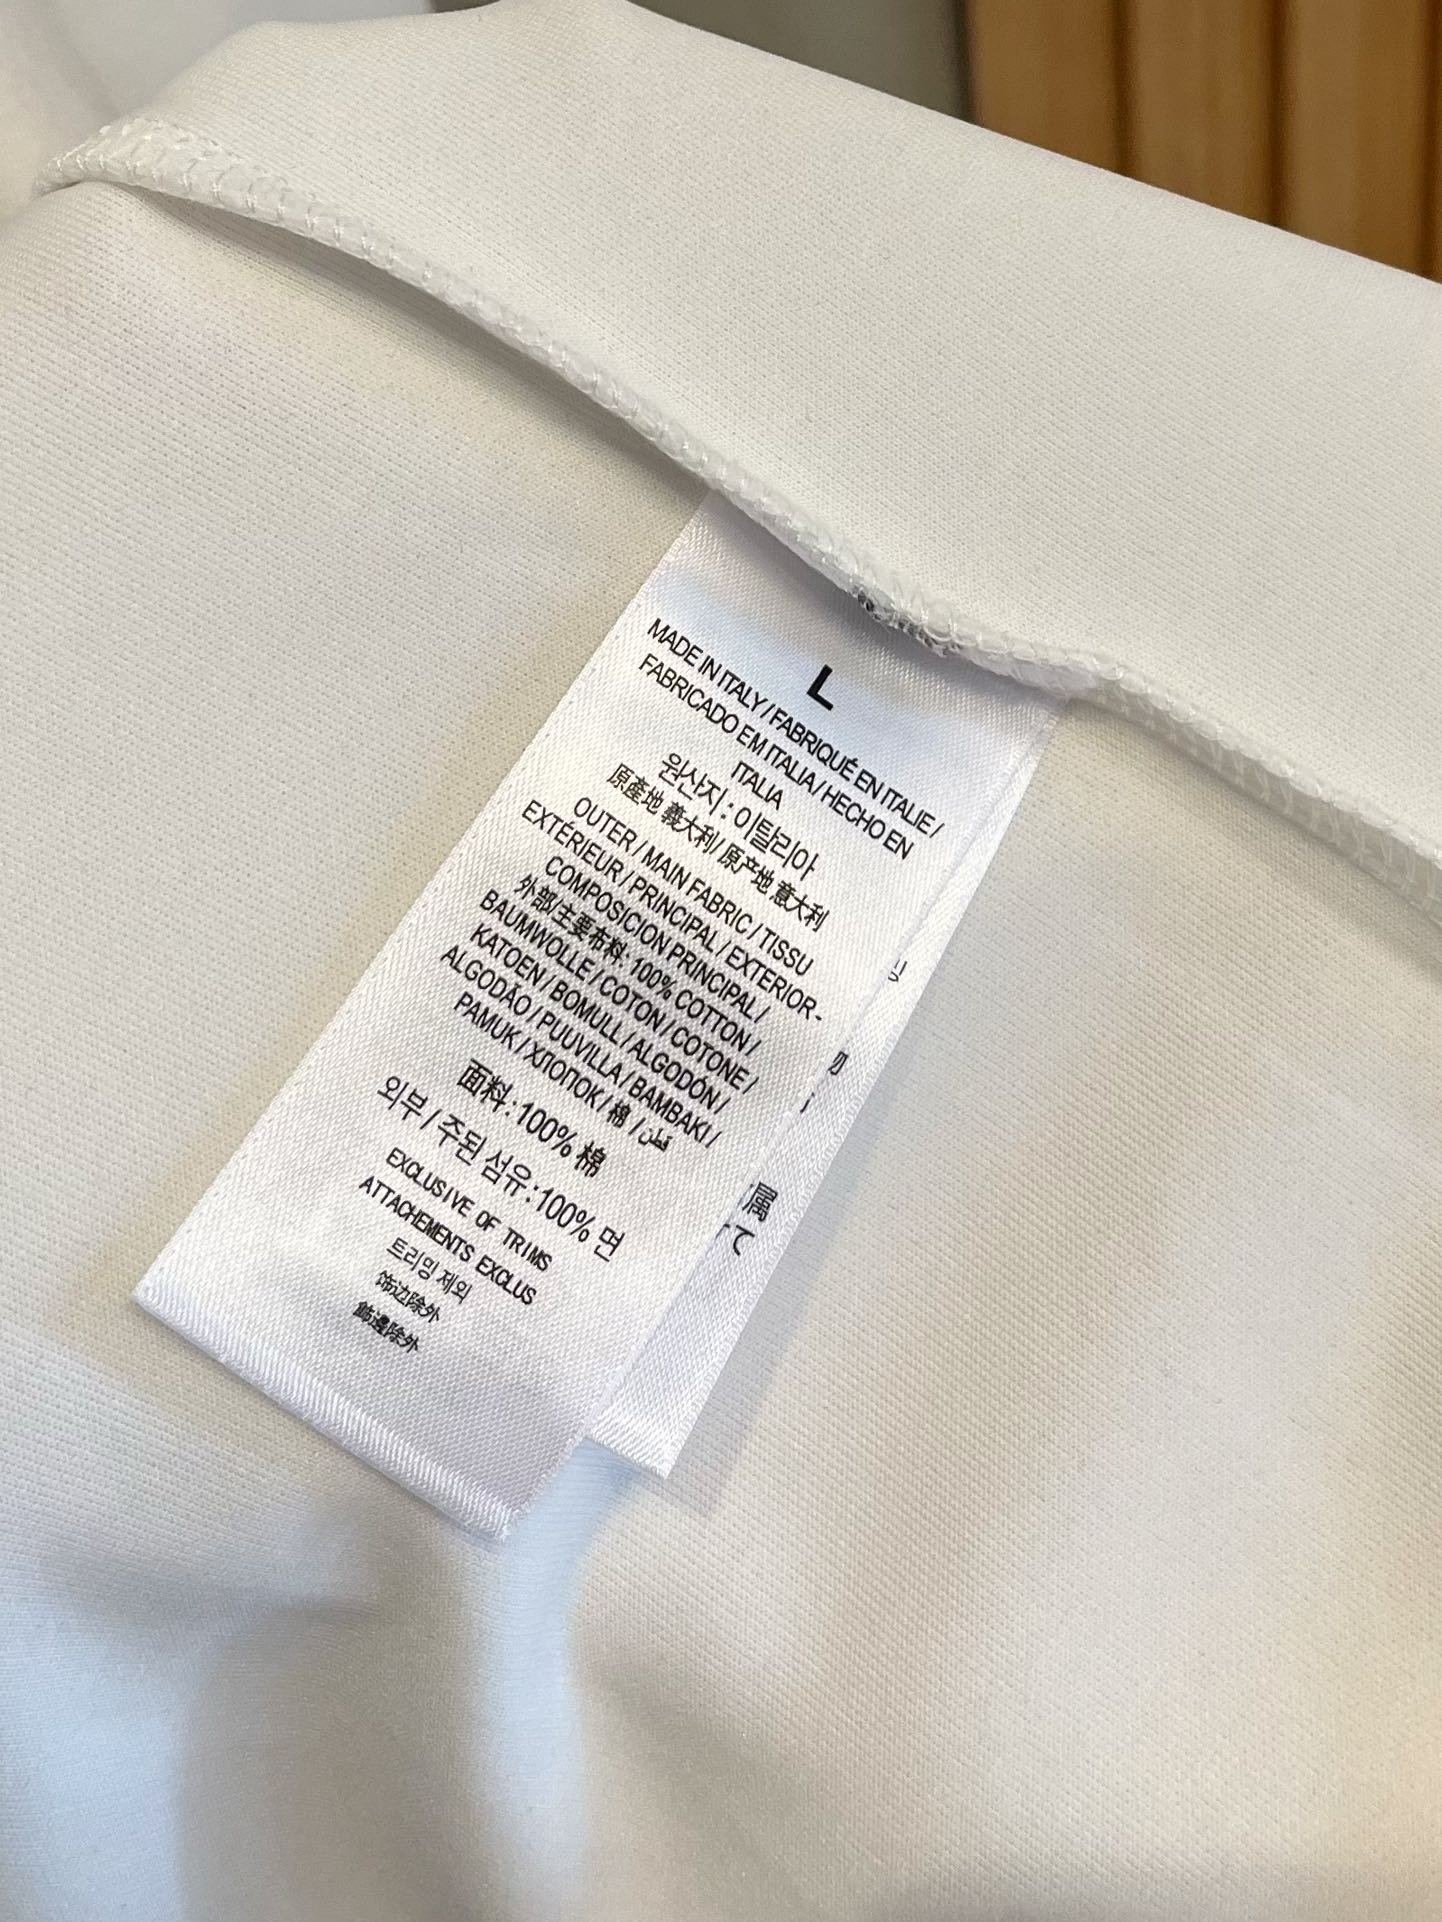 L
MADE IN ITALY / FABRIQUÉ EN ITALIE /
FABRICADO EM ITALIA / HECHO EN
ITALIA
원산지 : 이탈리아
原產地 義大利/ 原产地 意大利
OUTER / MAIN FABRIC / TISSU
EXTÉRIEUR / PRINCIPAL / EXTERIOR-
COMPOSICION PRINCIPAL /
外部/主要布料: 100% COTTON /
BAUMWOLLE / COTON / COTONE /
KATOEN / BOMULL / ALGODÓN /
ALGODÃO / PUUVILLA / BAMBAKI /
PAMUK / ХЛОПОК / 棉 / قطن
面料 : 100% 棉
외부 / 주된 섬유 : 100% 면
EXCLUSIVE OF TRIMS
ATTACHEMENTS EXCLUS
트리밍 제외
饰边除外
飾邊除外
属
て